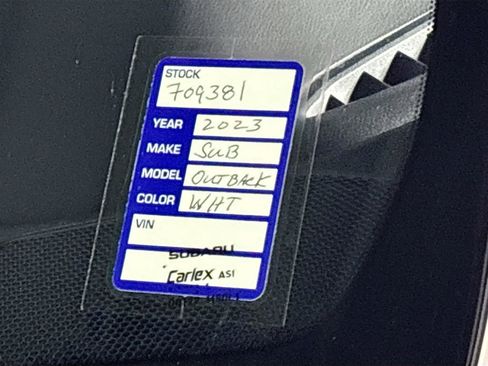 STOCK
709381
YEAR 2023
MAKE SUB
MODEL OUTBACK
COLOR WHT
VIN
SUBARU
Carlex ASI